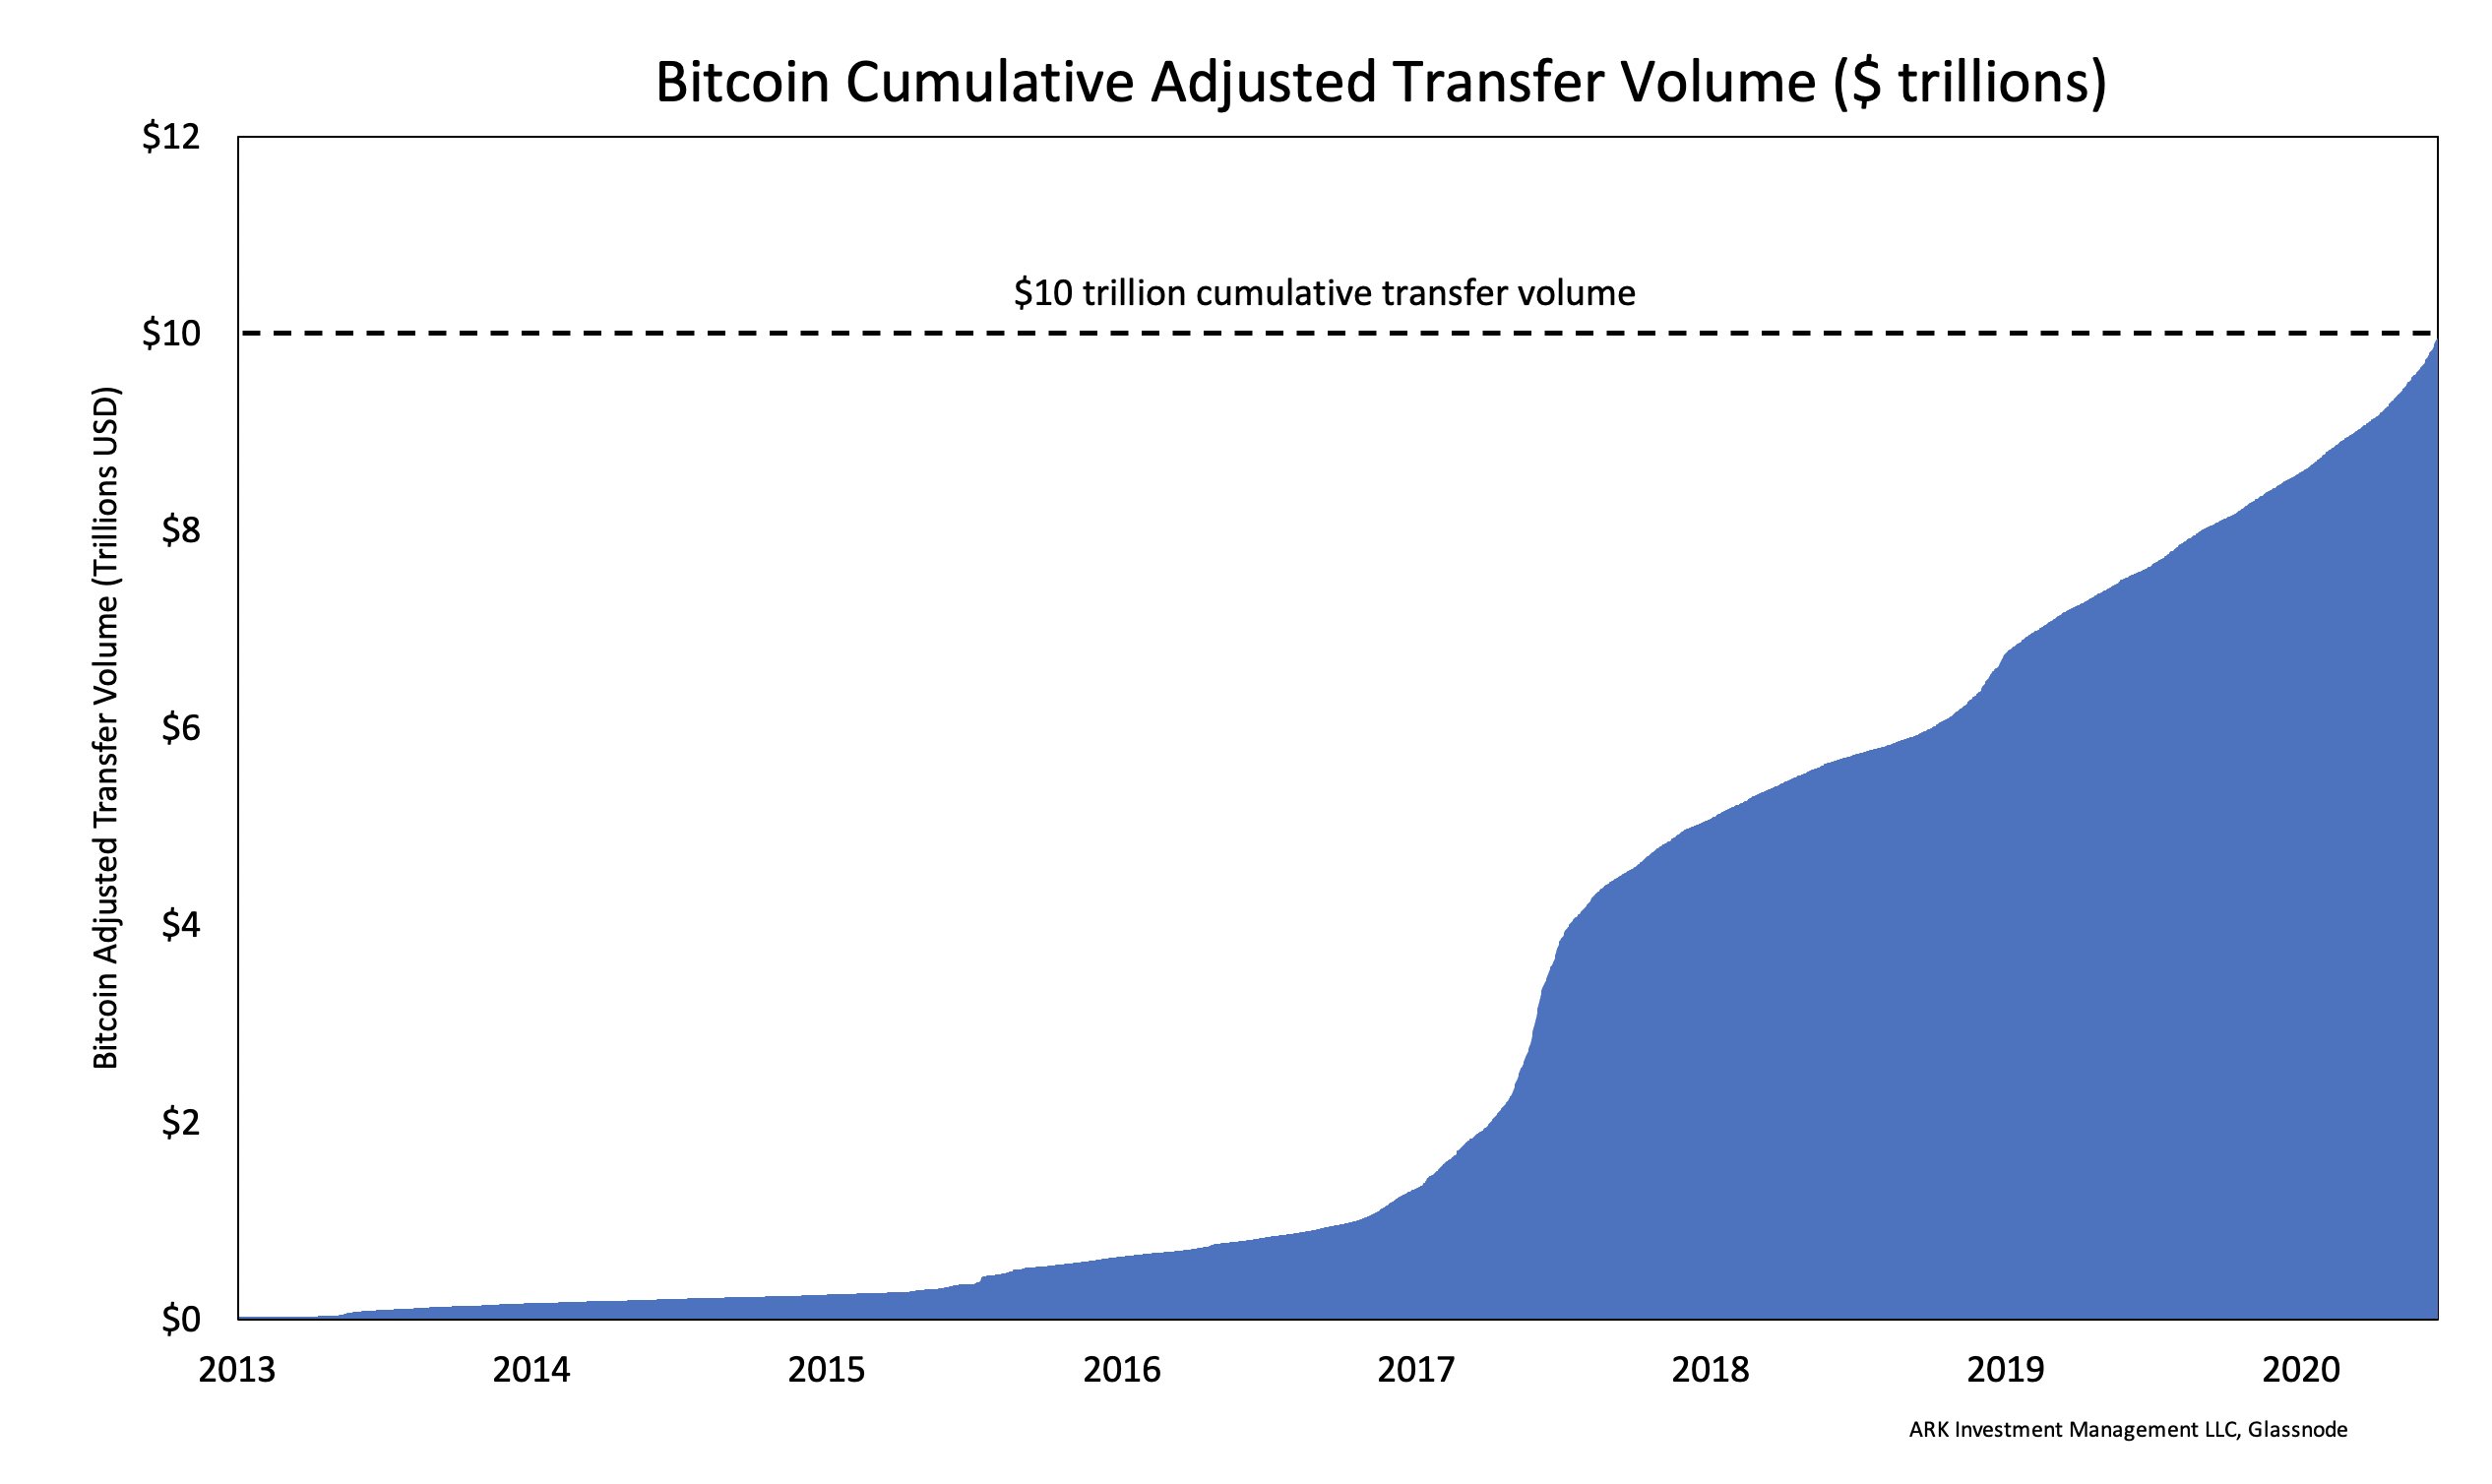 Bitcoin Cumulative Adjusted Transfer Volume ($ trillions)
$12
$10 trillion cumulative transfer volume
$10
$8
$6
$4
$2
$0
Bitcoin Adjusted Transfer Volume (Trillions USD)
2013 2014 2015 2016 2017 2018 2019 2020
ARK Investment Management LLC, Glassnode